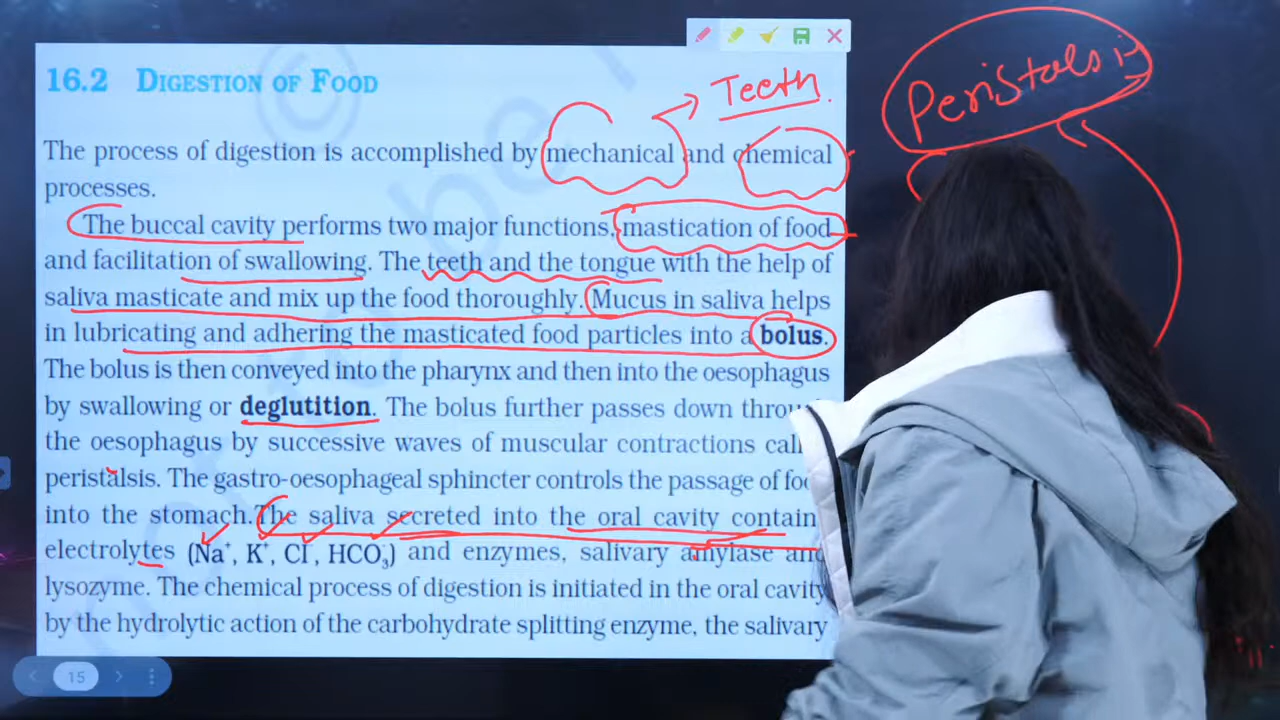 16.2 DIGESTION OF FOOD
Teeth
Peristalsis
The process of digestion is accomplished by mechanical and chemical
processes.
The buccal cavity performs two major functions, mastication of food
and facilitation of swallowing. The teeth and the tongue with the help of
saliva masticate and mix up the food thoroughly. Mucus in saliva helps
in lubricating and adhering the masticated food particles into a bolus.
The bolus is then conveyed into the pharynx and then into the oesophagus
by swallowing or deglutition. The bolus further passes down throu
the oesophagus by successive waves of muscular contractions call
peristalsis. The gastro-oesophageal sphincter controls the passage of foo
into the stomach. The saliva secreted into the oral cavity contain
electrolytes (Na⁺, K⁺, Cl⁻, HCO₃⁻) and enzymes, salivary amylase and
lysozyme. The chemical process of digestion is initiated in the oral cavity
by the hydrolytic action of the carbohydrate splitting enzyme, the salivary
15